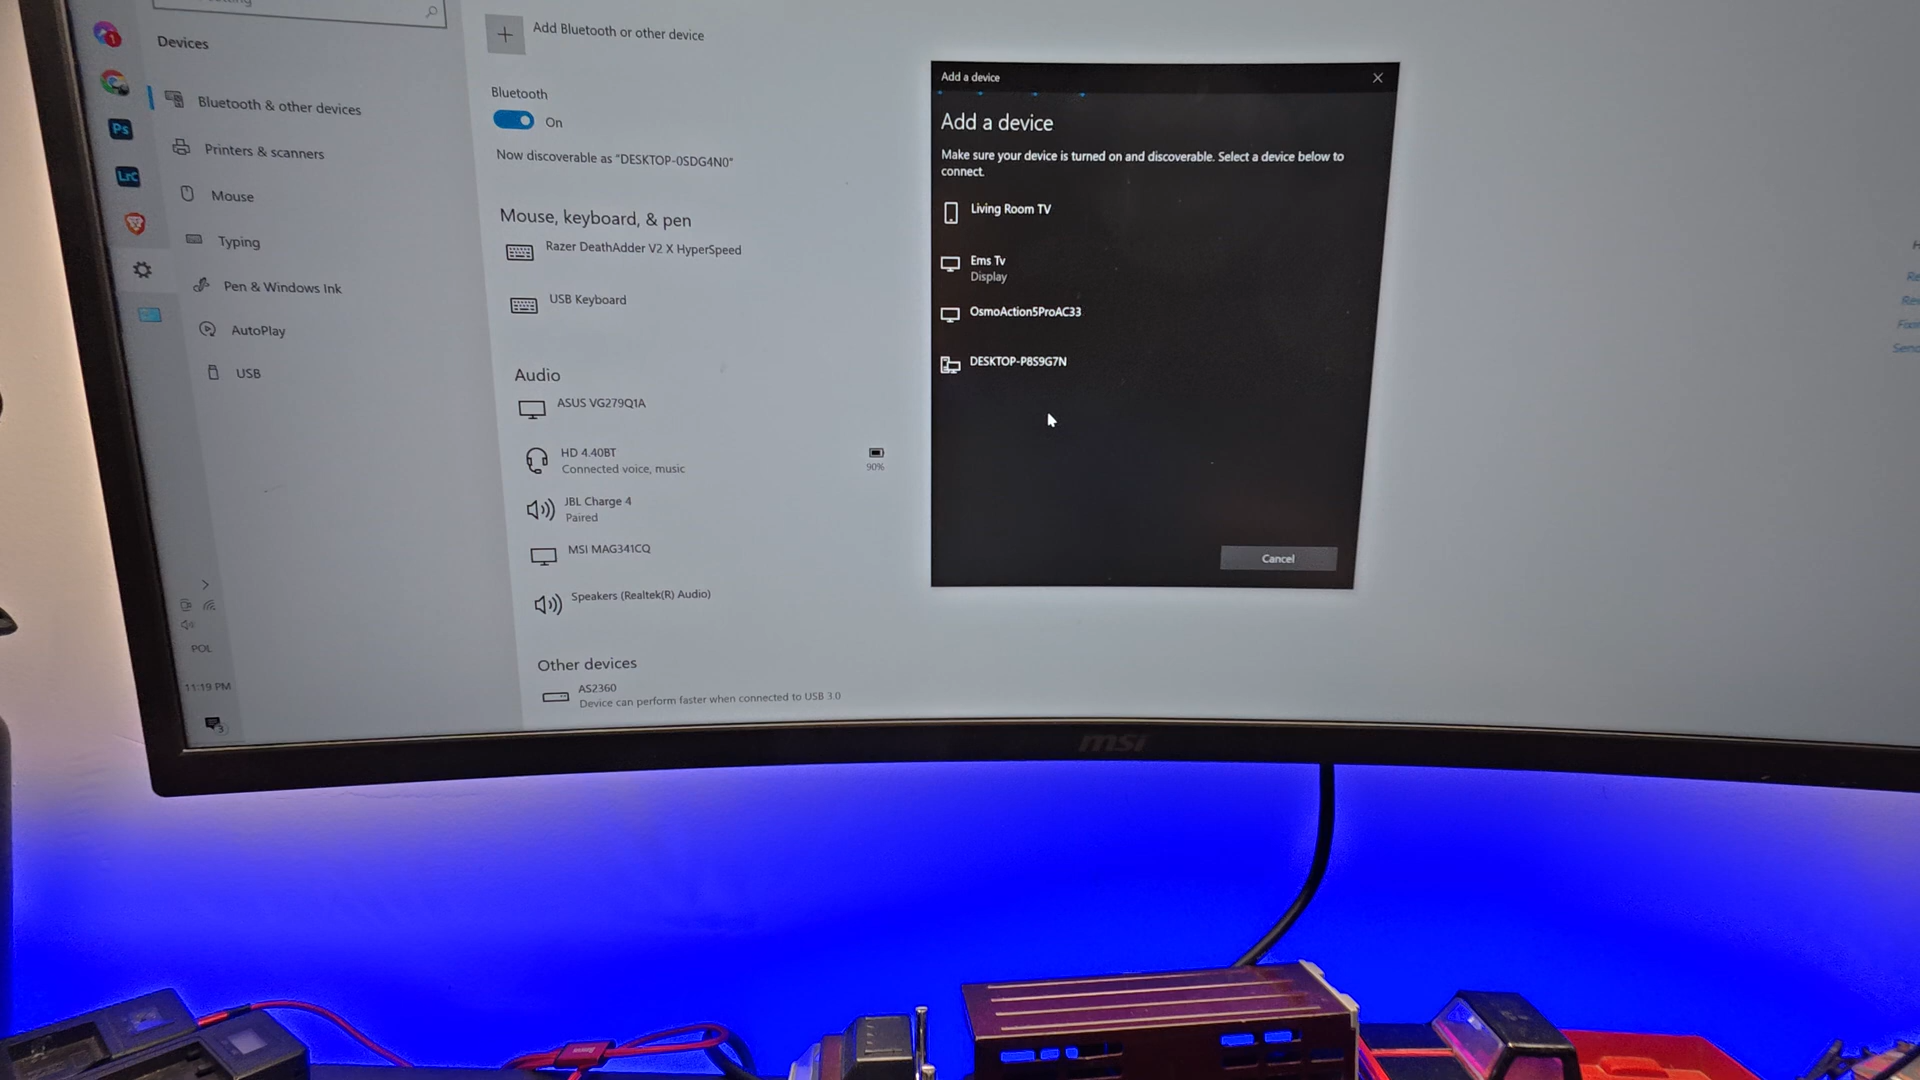 Devices
Bluetooth & other devices
Printers & scanners
Mouse
Typing
Pen & Windows Ink
AutoPlay
USB
1
Ps
LrC
POL
11:19 PM
3
Add Bluetooth or other device
Bluetooth
On
Now discoverable as "DESKTOP-0SDG4N0"
Mouse, keyboard, & pen
Razer DeathAdder V2 X HyperSpeed
USB Keyboard
Audio
ASUS VG279Q1A
HD 4.40BT
Connected voice, music
90%
JBL Charge 4
Paired
MSI MAG341CQ
Speakers (Realtek(R) Audio)
Other devices
AS2360
Device can perform faster when connected to USB 3.0
Add a device
Add a device
Make sure your device is turned on and discoverable. Select a device below to
connect.
Living Room TV
Ems Tv
Display
OsmoAction5ProAC33
DESKTOP-P8S9G7N
Cancel
msi